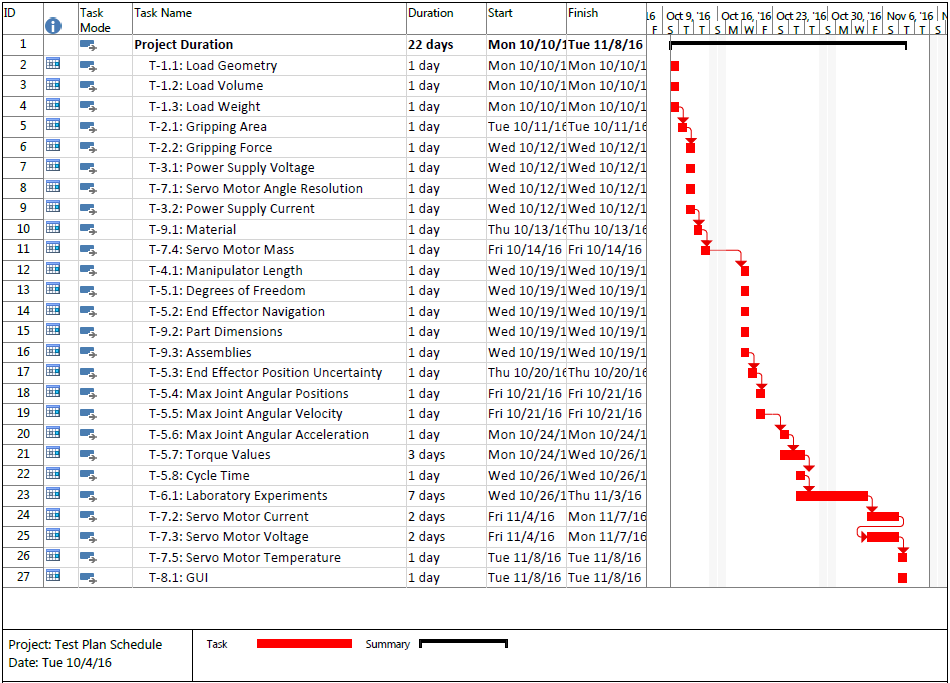 ID Task Mode Task Name Duration Start Finish
16 Oct 9, '16 Oct 16, '16 Oct 23, '16 Oct 30, '16 Nov 6, '16 N
F S T T S M W F S T T S M W F S T T S
1 Project Duration 22 days Mon 10/10/1 Tue 11/8/16
2 T-1.1: Load Geometry 1 day Mon 10/10/1 Mon 10/10/1
3 T-1.2: Load Volume 1 day Mon 10/10/1 Mon 10/10/1
4 T-1.3: Load Weight 1 day Mon 10/10/1 Mon 10/10/1
5 T-2.1: Gripping Area 1 day Tue 10/11/16 Tue 10/11/16
6 T-2.2: Gripping Force 1 day Wed 10/12/1 Wed 10/12/1
7 T-3.1: Power Supply Voltage 1 day Wed 10/12/1 Wed 10/12/1
8 T-7.1: Servo Motor Angle Resolution 1 day Wed 10/12/1 Wed 10/12/1
9 T-3.2: Power Supply Current 1 day Wed 10/12/1 Wed 10/12/1
10 T-9.1: Material 1 day Thu 10/13/16 Thu 10/13/16
11 T-7.4: Servo Motor Mass 1 day Fri 10/14/16 Fri 10/14/16
12 T-4.1: Manipulator Length 1 day Wed 10/19/1 Wed 10/19/1
13 T-5.1: Degrees of Freedom 1 day Wed 10/19/1 Wed 10/19/1
14 T-5.2: End Effector Navigation 1 day Wed 10/19/1 Wed 10/19/1
15 T-9.2: Part Dimensions 1 day Wed 10/19/1 Wed 10/19/1
16 T-9.3: Assemblies 1 day Wed 10/19/1 Wed 10/19/1
17 T-5.3: End Effector Position Uncertainty 1 day Thu 10/20/16 Thu 10/20/16
18 T-5.4: Max Joint Angular Positions 1 day Fri 10/21/16 Fri 10/21/16
19 T-5.5: Max Joint Angular Velocity 1 day Fri 10/21/16 Fri 10/21/16
20 T-5.6: Max Joint Angular Acceleration 1 day Mon 10/24/1 Mon 10/24/1
21 T-5.7: Torque Values 3 days Mon 10/24/1 Wed 10/26/1
22 T-5.8: Cycle Time 1 day Wed 10/26/1 Wed 10/26/1
23 T-6.1: Laboratory Experiments 7 days Wed 10/26/1 Thu 11/3/16
24 T-7.2: Servo Motor Current 2 days Fri 11/4/16 Mon 11/7/16
25 T-7.3: Servo Motor Voltage 2 days Fri 11/4/16 Mon 11/7/16
26 T-7.5: Servo Motor Temperature 1 day Tue 11/8/16 Tue 11/8/16
27 T-8.1: GUI 1 day Tue 11/8/16 Tue 11/8/16
Project: Test Plan Schedule
Date: Tue 10/4/16
Task Summary